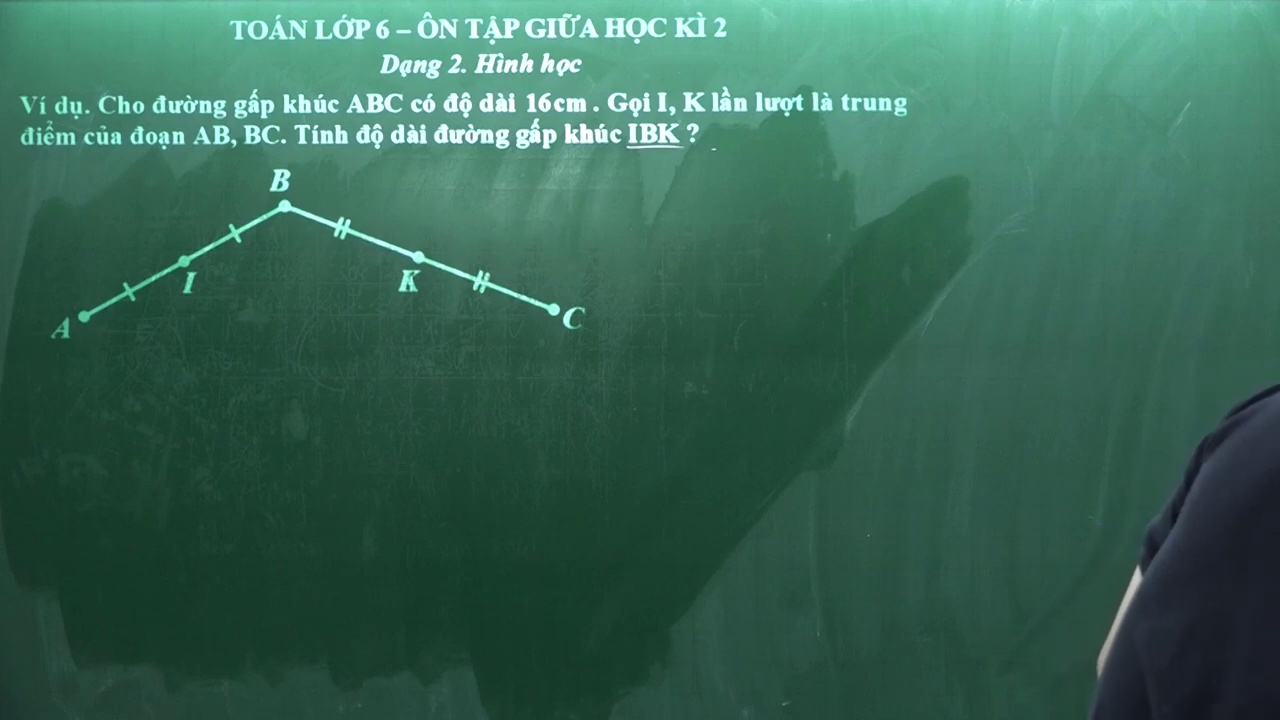 TOÁN LỚP 6 – ÔN TẬP GIỮA HỌC KÌ 2
Dạng 2. Hình học
Ví dụ. Cho đường gấp khúc ABC có độ dài 16cm . Gọi I, K lần lượt là trung
điểm của đoạn AB, BC. Tính độ dài đường gấp khúc IBK ?
B
I
K
A
C